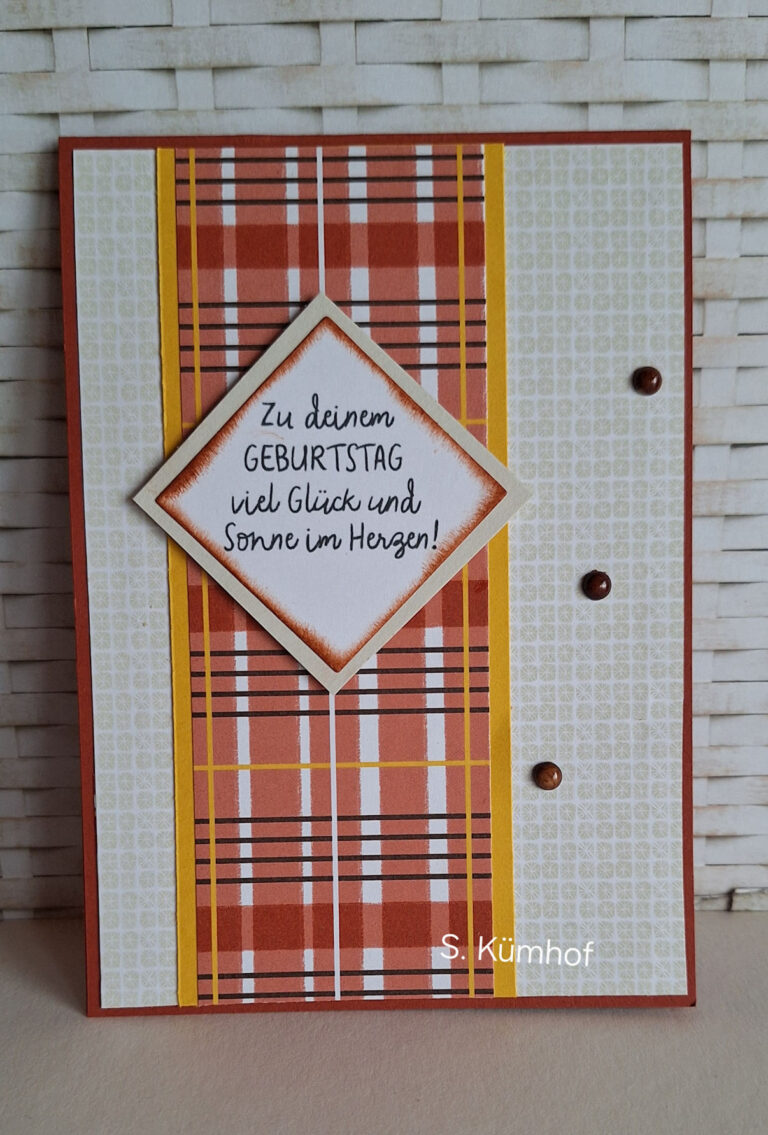 Zu deinem
GEBURTSTAG
viel Glück und
Sonne im Herzen!
S. Kümhof